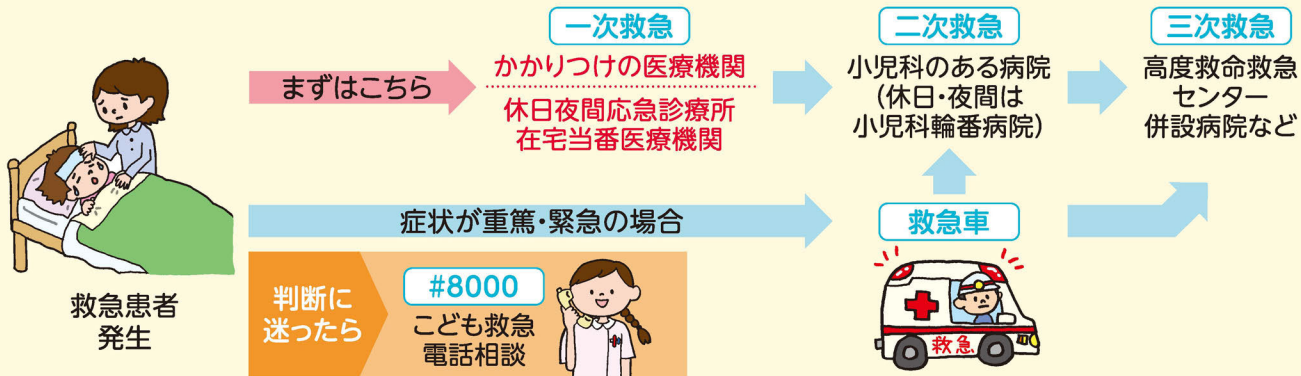 救急患者
発生
まずはこちら
一次救急
かかりつけの医療機関
休日夜間応急診療所
在宅当番医療機関
二次救急
小児科のある病院
(休日・夜間は
小児科輪番病院)
三次救急
高度救命救急
センター
併設病院など
症状が重篤・緊急の場合
救急車
救急
判断に
迷ったら
#8000
こども救急
電話相談